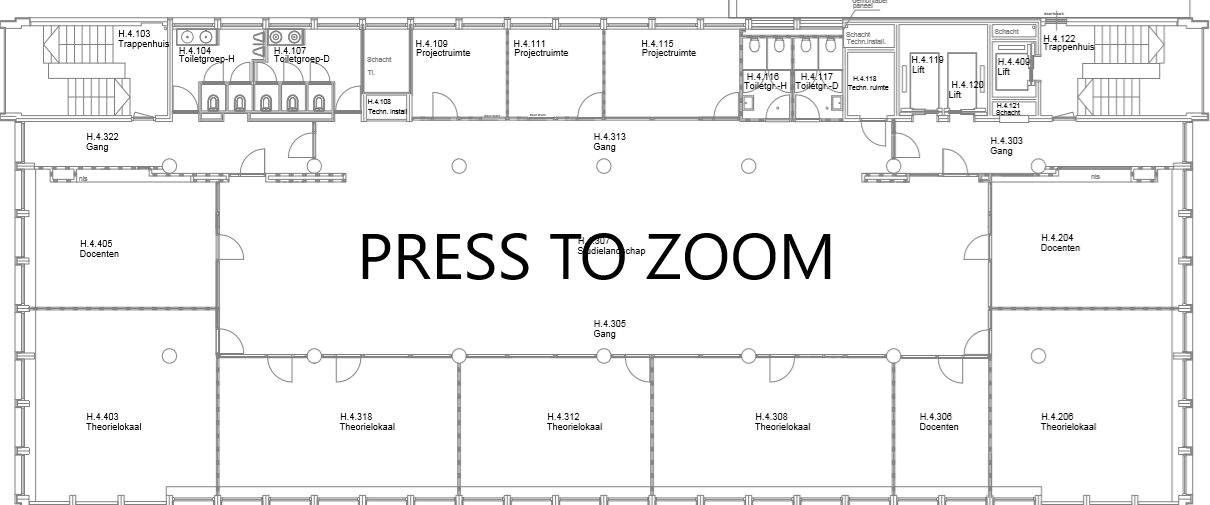 paneel
H.4.103
Trappenhuis
H.4.104
Toiletgroep-H
H.4.107
Toiletgroep-D
Schacht
TI.
H.4.108
Techn. install
H.4.109
Projectruimte
H.4.111
Projectruimte
H.4.115
Projectruimte
H.4.116
Toiletgr.-H
H.4.117
Toiletgr.-D
Schacht
Techn.install.
H.4.118
Techn. ruimte
H.4.119
Lift
H.4.120
Lift
Schacht
H.4.409
Lift
H.4.121
Schacht
H.4.122
Trappenhuis
H.4.322
Gang
H.4.313
Gang
H.4.303
Gang
nis
nis
H.4.405
Docenten
H.4.307
Studielandschap
PRESS TO ZOOM
H.4.204
Docenten
H.4.305
Gang
H.4.403
Theorielokaal
H.4.318
Theorielokaal
H.4.312
Theorielokaal
H.4.308
Theorielokaal
H.4.306
Docenten
H.4.206
Theorielokaal